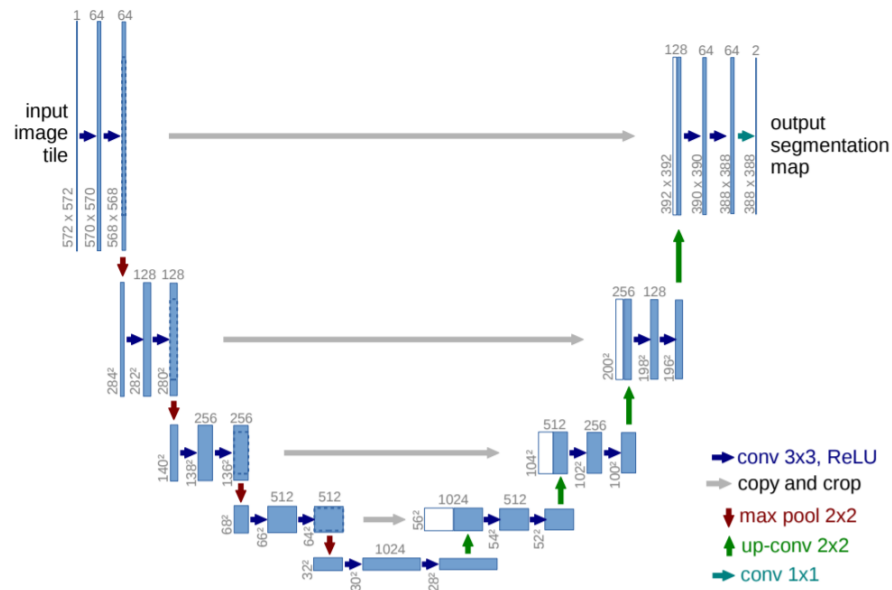 1 64 64
128 64 64 2
input
image
tile
output
segmentation
map
572 x 572
570 x 570
568 x 568
392 x 392
390 x 390
388 x 388
388 x 388
128 128
256 128
284²
282²
280²
200²
198²
196²
256 256
512 256
140²
138²
136²
104²
102²
100²
512 512
1024 512
68²
66²
64²
56²
54²
52²
1024
32²
30²
28²
conv 3x3, ReLU
copy and crop
max pool 2x2
up-conv 2x2
conv 1x1